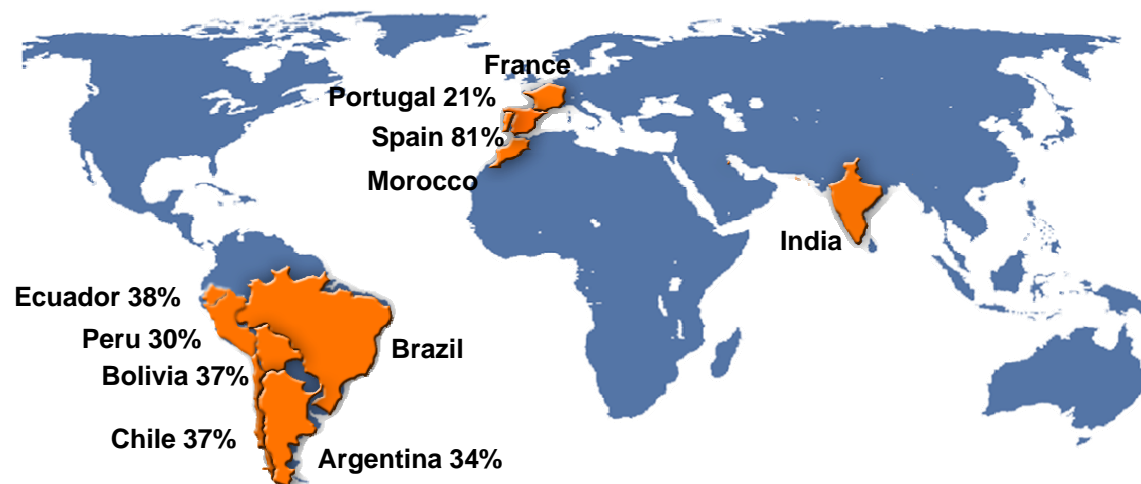 France
Portugal 21%
Spain 81%
Morocco
India
Ecuador 38%
Peru 30%
Brazil
Bolivia 37%
Chile 37%
Argentina 34%